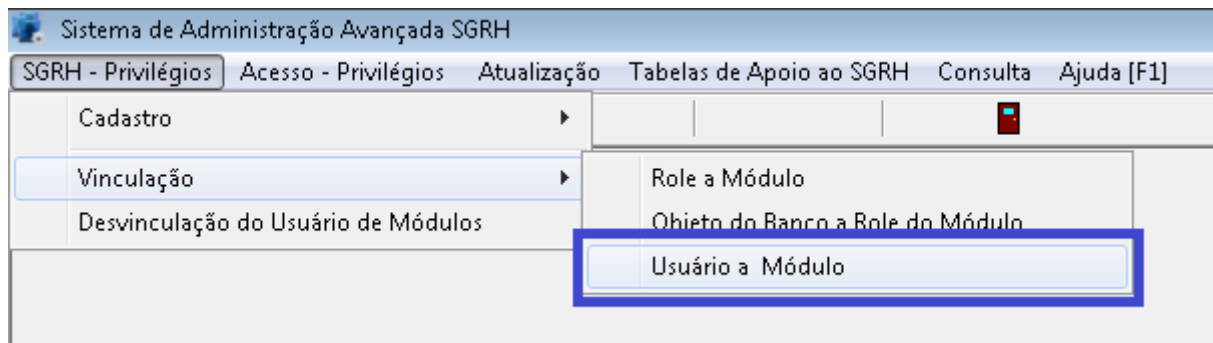 Sistema de Administração Avançada SGRH
SGRH - Privilégios Acesso - Privilégios Atualização Tabelas de Apoio ao SGRH Consulta Ajuda [F1]
Cadastro
Vinculação
Desvinculação do Usuário de Módulos
Role a Módulo
Objeto do Banco a Role do Módulo
Usuário a Módulo